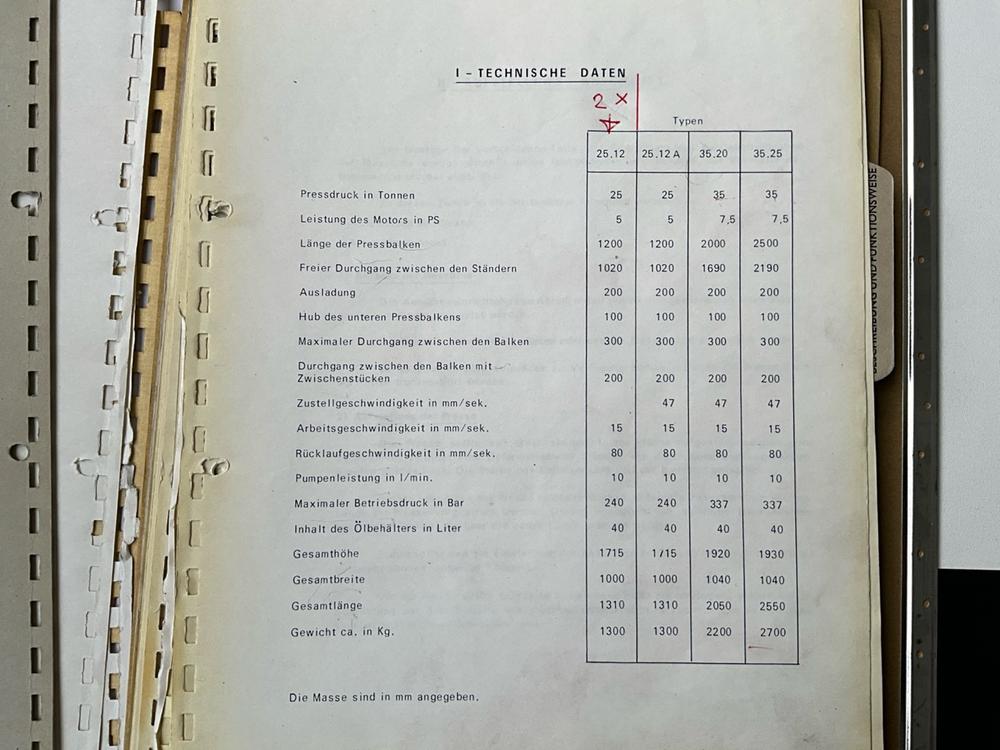 I - TECHNISCHE DATEN
2 x
Typen
25.12 25.12 A 35.20 35.25
Pressdruck in Tonnen 25 25 35 35
Leistung des Motors in PS 5 5 7,5 7,5
Länge der Pressbalken 1200 1200 2000 2500
Freier Durchgang zwischen den Ständern 1020 1020 1690 2190
Ausladung 200 200 200 200
Hub des unteren Pressbalkens 100 100 100 100
Maximaler Durchgang zwischen den Balken 300 300 300 300
Durchgang zwischen den Balken mit
Zwischenstücken 200 200 200 200
Zustellgeschwindigkeit in mm/sek. 47 47 47
Arbeitsgeschwindigkeit in mm/sek. 15 15 15 15
Rücklaufgeschwindigkeit in mm/sek. 80 80 80 80
Pumpenleistung in l/min. 10 10 10 10
Maximaler Betriebsdruck in Bar 240 240 337 337
Inhalt des Ölbehälters in Liter 40 40 40 40
Gesamthöhe 1715 1/15 1920 1930
Gesamtbreite 1000 1000 1040 1040
Gesamtlänge 1310 1310 2050 2550
Gewicht ca. in Kg. 1300 1300 2200 2700
Die Masse sind in mm angegeben.
BESCHREIBUNG UND FUNKTIONSWEISE